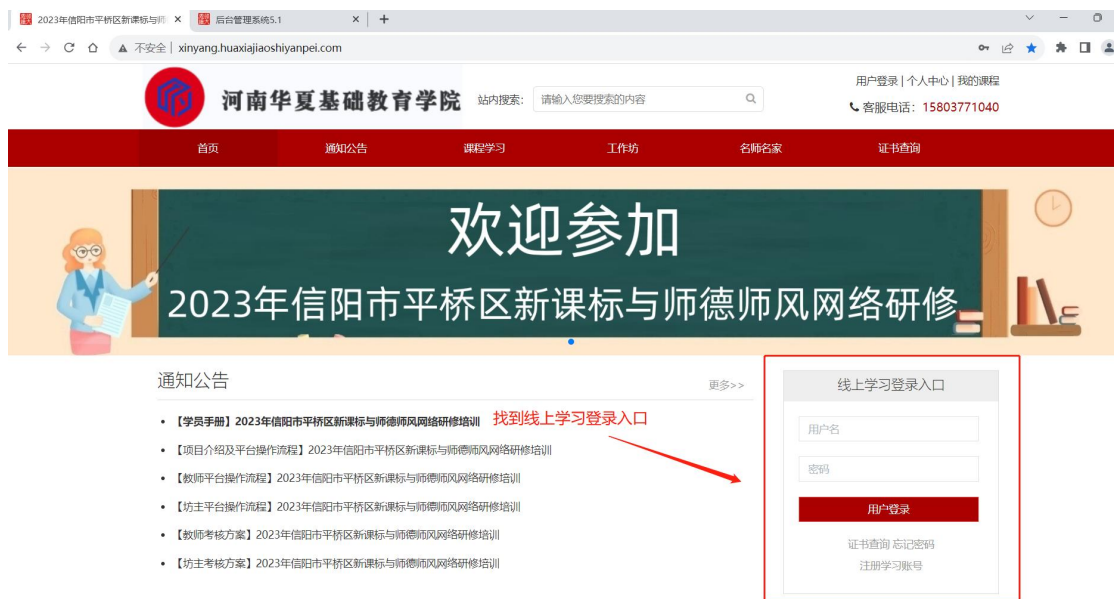 2023年信阳市平桥区新课标与师
后台管理系统5.1
不安全 | xinyang.huaxiajiaoshiyanpei.com
用户登录 | 个人中心 | 我的课程
河南华夏基础教育学院
站内搜索:
请输入您要搜索的内容
客服电话: 15803771040
首页 通知公告 课程学习 工作坊 名师名家 证书查询
欢迎参加
2023年信阳市平桥区新课标与师德师风网络研修
通知公告
更多>>
【学员手册】2023年信阳市平桥区新课标与师德师风网络研修培训
找到线上学习登录入口
【项目介绍及平台操作流程】2023年信阳市平桥区新课标与师德师风网络研修培训
【教师平台操作流程】2023年信阳市平桥区新课标与师德师风网络研修培训
【坊主平台操作流程】2023年信阳市平桥区新课标与师德师风网络研修培训
【教师考核方案】2023年信阳市平桥区新课标与师德师风网络研修培训
【坊主考核方案】2023年信阳市平桥区新课标与师德师风网络研修培训
线上学习登录入口
用户名
密码
用户登录
证书查询 忘记密码
注册学习账号